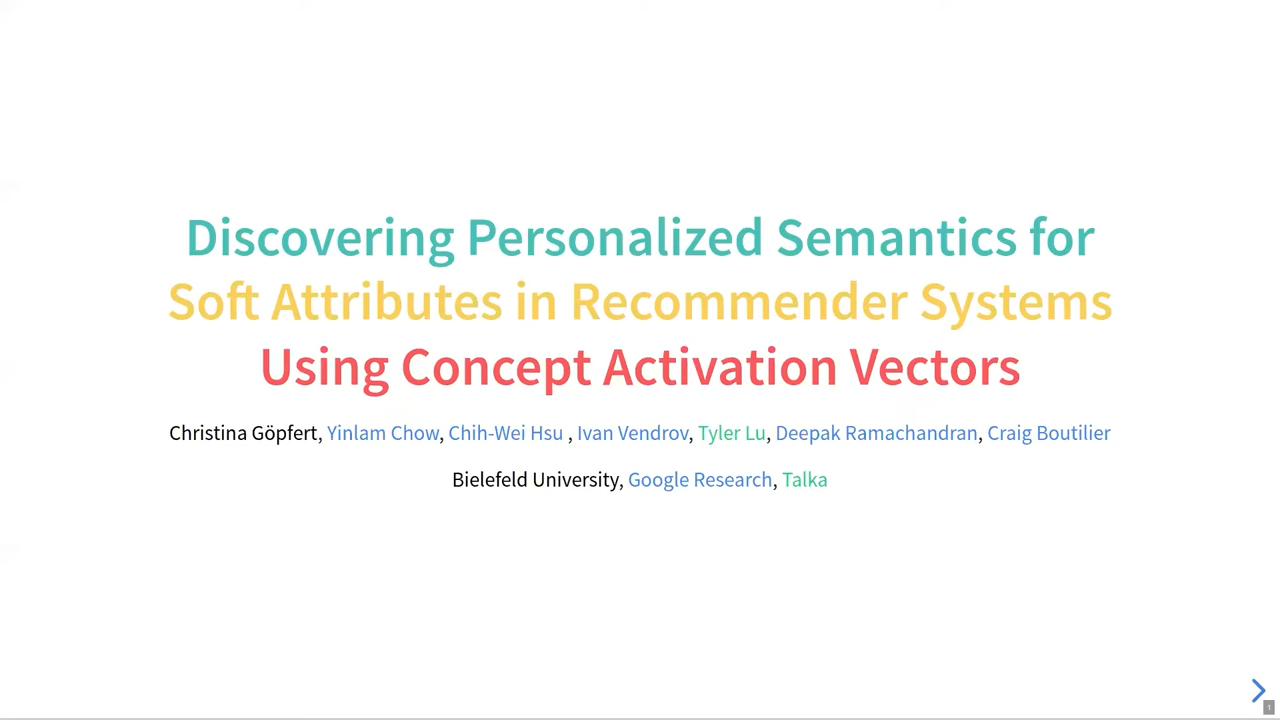 Discovering Personalized Semantics for
Soft Attributes in Recommender Systems
Using Concept Activation Vectors
Christina Göpfert, Yinlam Chow, Chih-Wei Hsu , Ivan Vendrov, Tyler Lu, Deepak Ramachandran, Craig Boutilier
Bielefeld University, Google Research, Talka
1